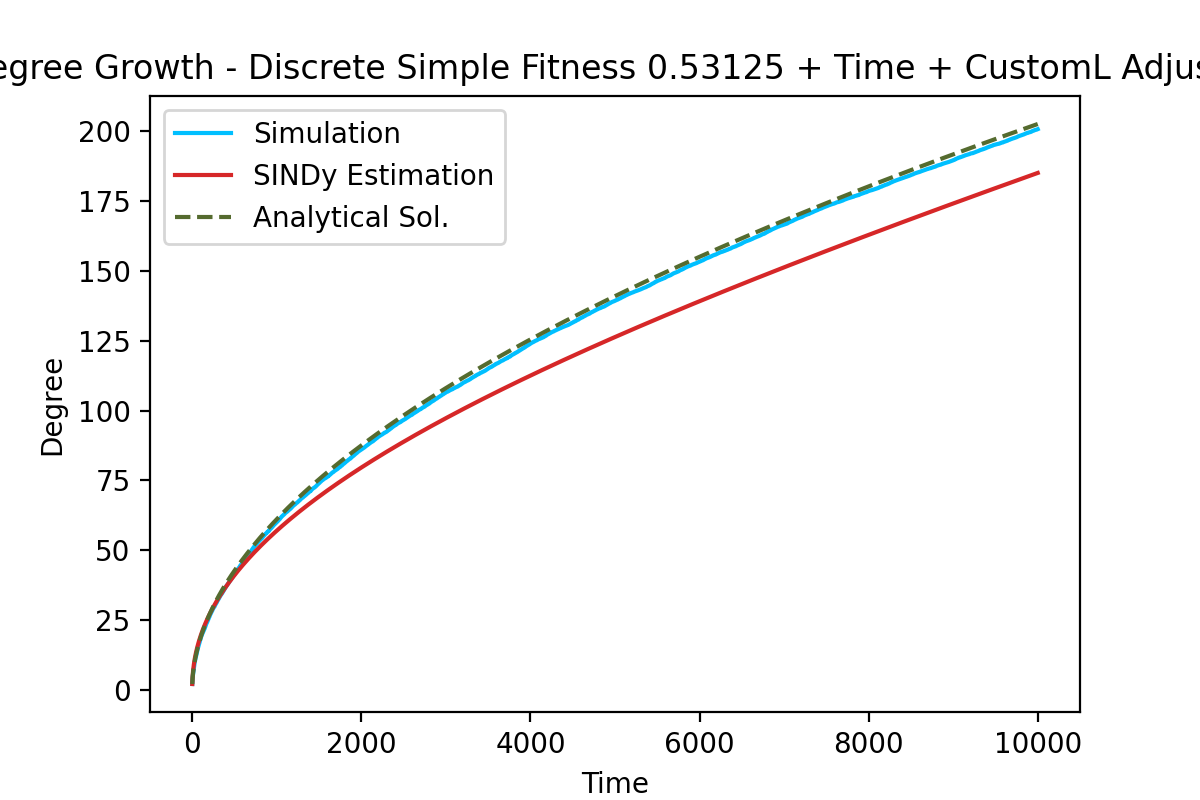 egree Growth - Discrete Simple Fitness 0.53125 + Time + CustomL Adjus
Simulation
SINDy Estimation
Analytical Sol.
200
175
150
125
100
75
50
25
0
Degree
0 2000 4000 6000 8000 10000
Time